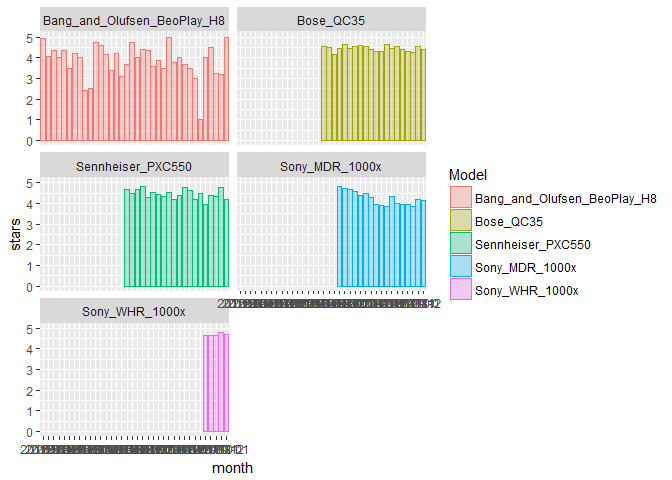 Bang_and_Olufsen_BeoPlay_H8
Bose_QC35
5
4
3
2
1
0
Sennheiser_PXC550
Sony_MDR_1000x
5
4
3
2
1
0
stars
Sony_WHR_1000x
5
4
3
2
1
0
month
Model
Bang_and_Olufsen_BeoPlay_H8
Bose_QC35
Sennheiser_PXC550
Sony_MDR_1000x
Sony_WHR_1000x